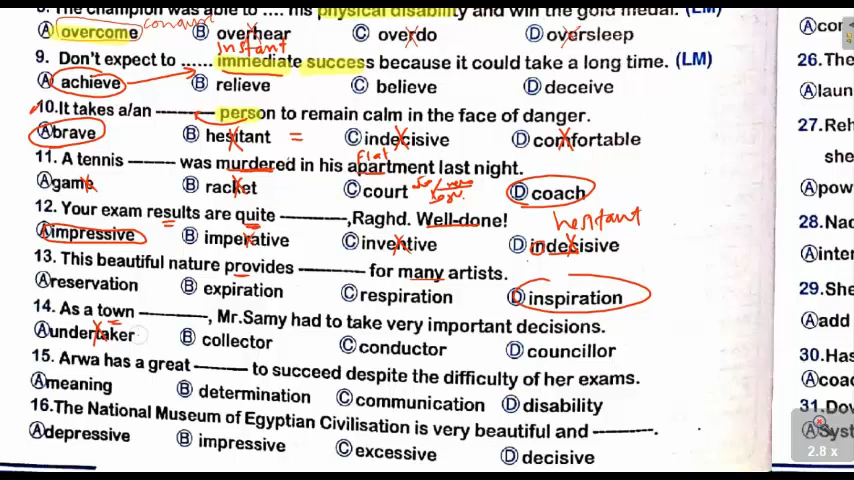 8. The champion was able to .... his physical disability and win the gold medal. (LM)
conquer
A overcome B overhear C overdo D oversleep
instant
9. Don't expect to ...... immediate success because it could take a long time. (LM)
A achieve B relieve C believe D deceive
10.It takes a/an ———— person to remain calm in the face of danger.
A brave B hesitant = C indecisive D comfortable
flat
11. A tennis ——— was murdered in his apartment last night.
A game B racket C court D coach
12. Your exam results are quite ————, Raghd. Well-done!
hesitant
A impressive B imperative C inventive D indecisive
13. This beautiful nature provides ———— for many artists.
A reservation B expiration C respiration D inspiration
14. As a town ————, Mr.Samy had to take very important decisions.
A undertaker B collector C conductor D councillor
15. Arwa has a great ——— to succeed despite the difficulty of her exams.
A meaning B determination C communication D disability
16.The National Museum of Egyptian Civilisation is very beautiful and ————.
A depressive B impressive C excessive D decisive
A con
26. The
A laun
27. Reh
she
A pow
28. Nac
A inter
29. She
A add
30. Has
A coac
31. Dov
A Syst
2.8 x